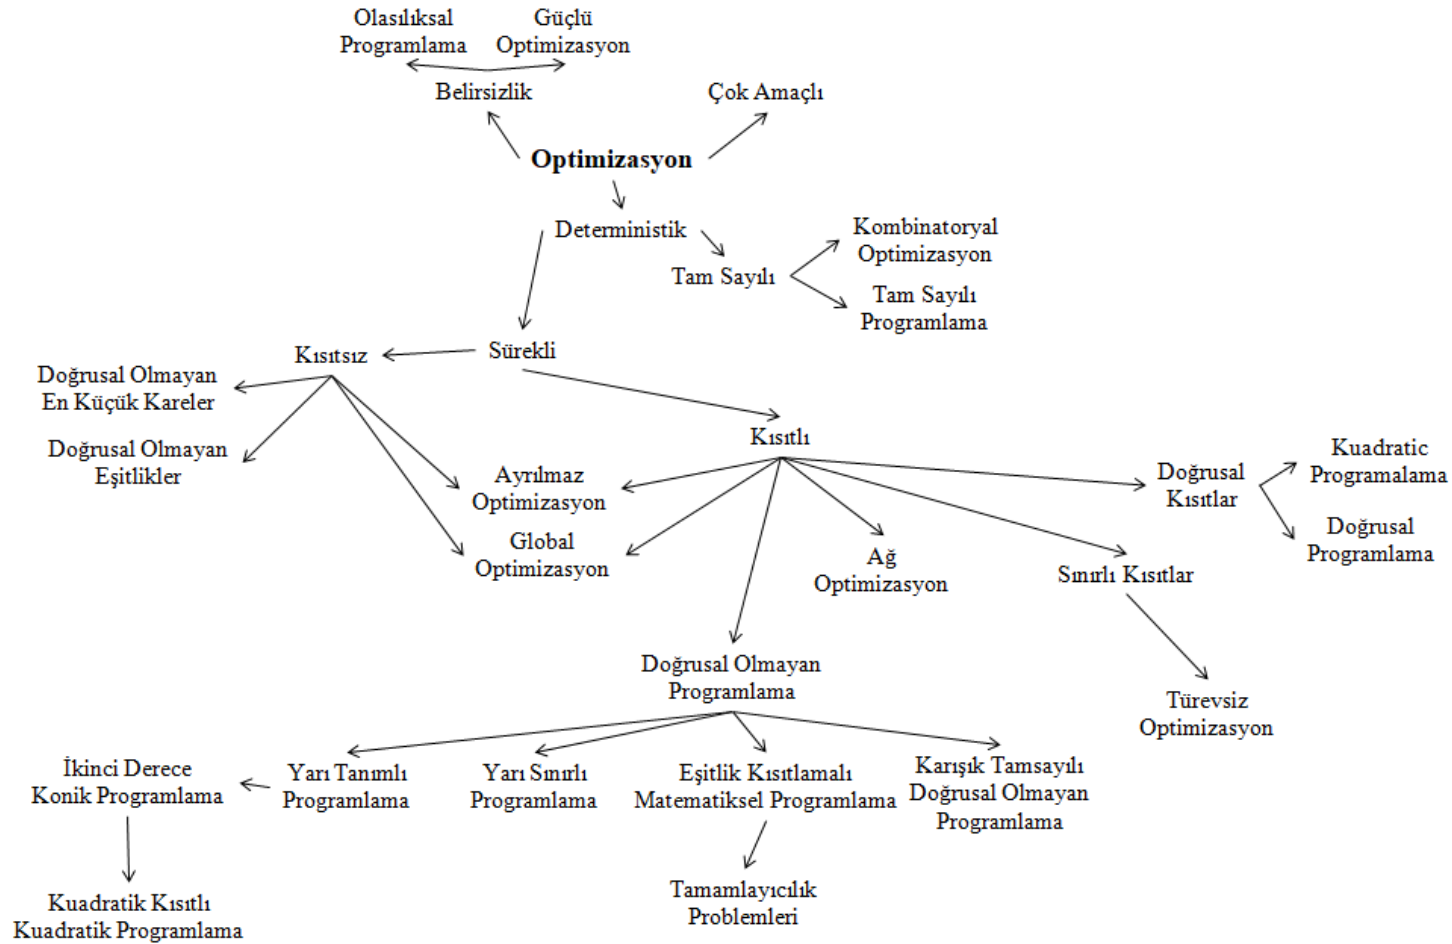 Olasılıksal
Programlama
Güçlü
Optimizasyon
Belirsizlik
Çok Amaçlı
Optimizasyon
Deterministik
Kombinatoryal
Optimizasyon
Tam Sayılı
Tam Sayılı
Programlama
Kısıtsız
Sürekli
Doğrusal Olmayan
En Küçük Kareler
Doğrusal Olmayan
Eşitlikler
Kısıtlı
Ayrılmaz
Optimizasyon
Global
Optimizasyon
Ağ
Optimizasyon
Sınırlı Kısıtlar
Doğrusal
Kısıtlar
Kuadratic
Programalama
Doğrusal
Programlama
Doğrusal Olmayan
Programlama
Türevsiz
Optimizasyon
İkinci Derece
Konik Programlama
Yarı Tanımlı
Programlama
Yarı Sınırlı
Programlama
Eşitlik Kısıtlamalı
Matematiksel Programlama
Karışık Tamsayılı
Doğrusal Olmayan
Programlama
Kuadratik Kısıtlı
Kuadratik Programlama
Tamamlayıcılık
Problemleri